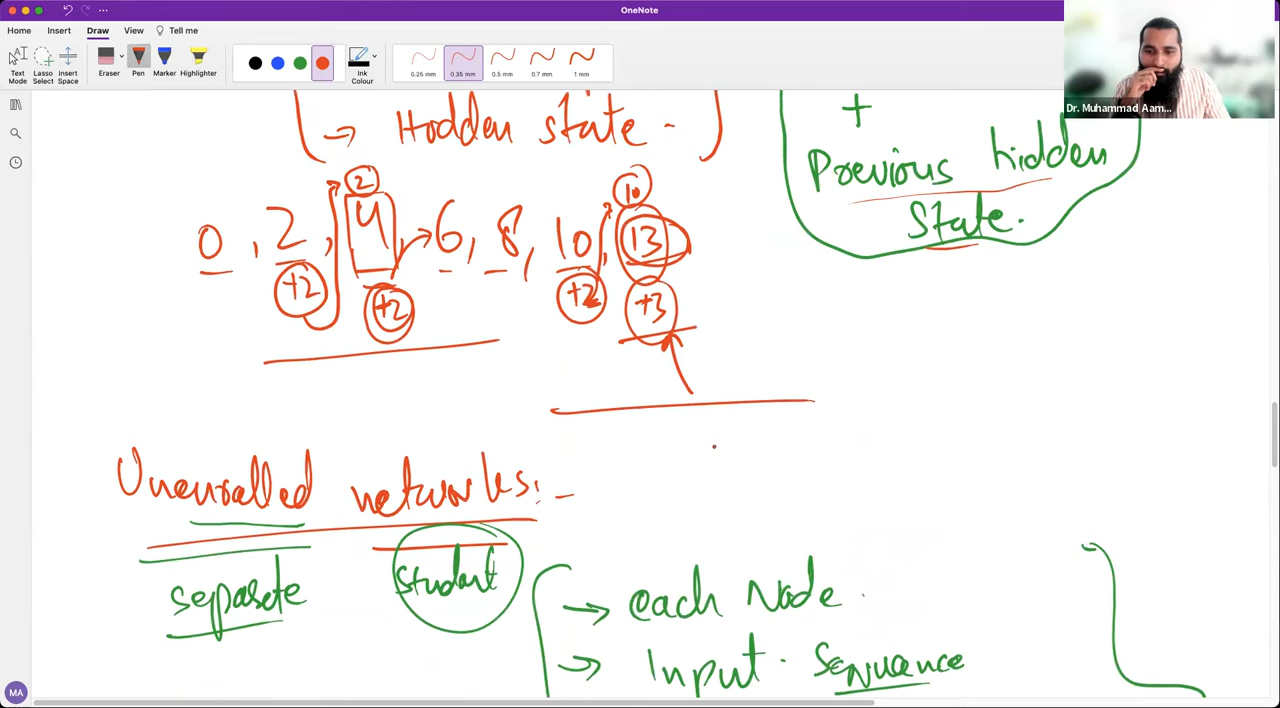 OneNote
Home Insert Draw View Tell me
Text Mode Lasso Select Insert Space Eraser Pen Marker Highlighter Ink Colour 0.25 mm 0.35 mm 0.5 mm 0.7 mm 1 mm
Dr. Muhammad Aam...
→ Hodden state -
+
Previous hidden
State.
2 10
0 , 2 , 4 , → 6 , 8 , 10 , 13
+2 +2 +2 +3
Unenrolled networks: -
separate student
→ each Node .
→ Input . Sequance
MA